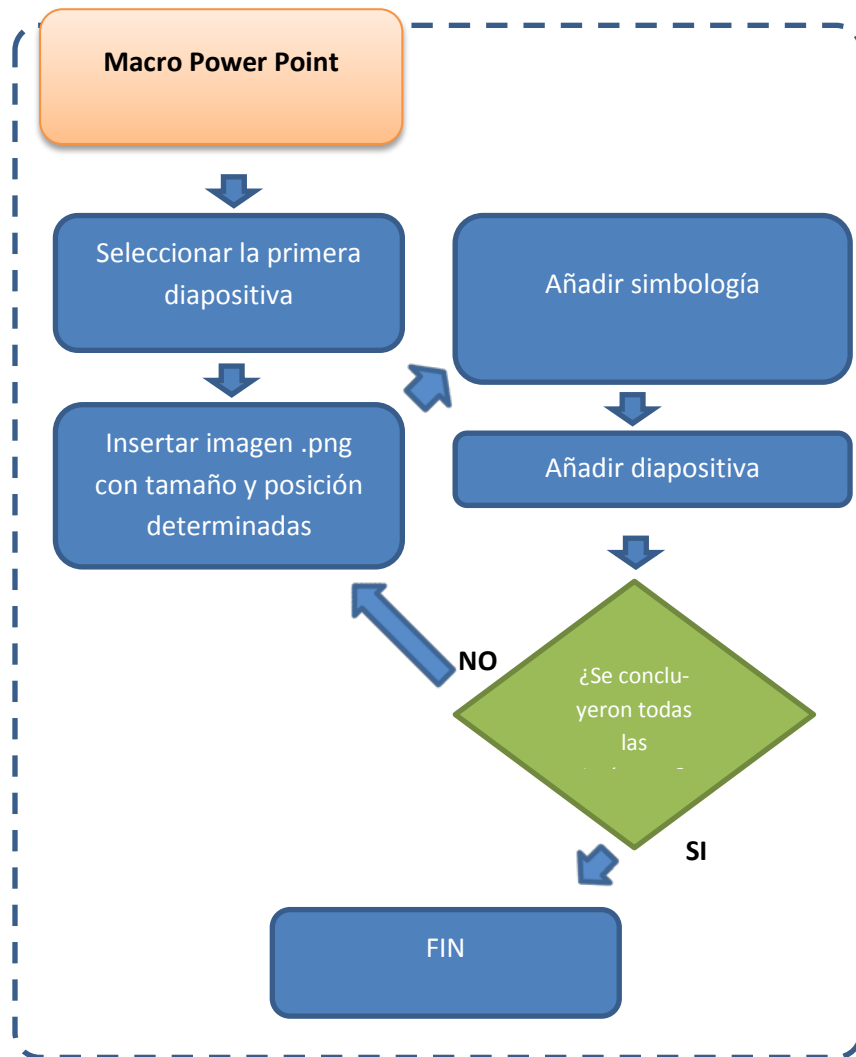 Macro Power Point
Seleccionar la primera
diapositiva
Insertar imagen .png
con tamaño y posición
determinadas
Añadir simbología
Añadir diapositiva
¿Se conclu-
yeron todas
las
NO
SI
FIN